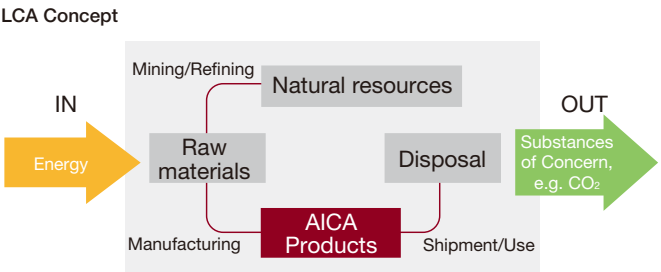 LCA Concept
Mining/Refining
Natural resources
IN
OUT
Energy
Raw
materials
Disposal
Substances
of Concern,
e.g. CO₂
Manufacturing
AICA
Products
Shipment/Use